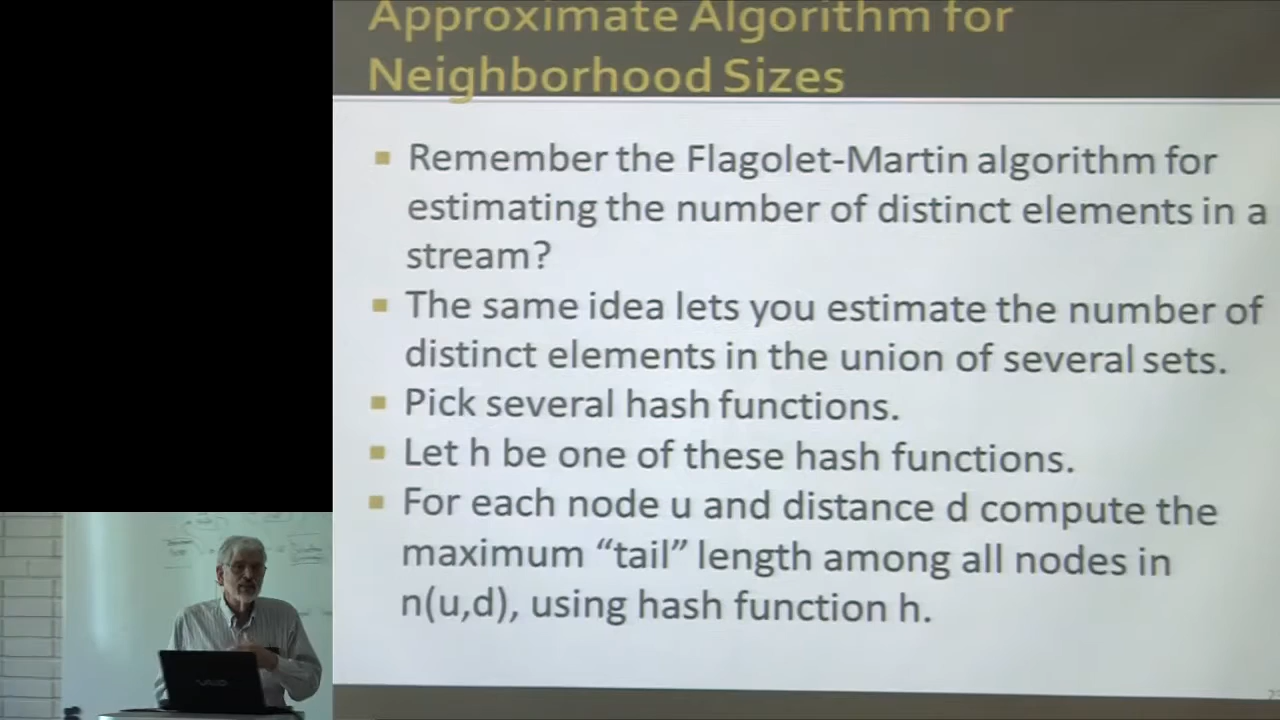 Approximate Algorithm for
Neighborhood Sizes
Remember the Flagolet-Martin algorithm for
estimating the number of distinct elements in a
stream?
The same idea lets you estimate the number of
distinct elements in the union of several sets.
Pick several hash functions.
Let h be one of these hash functions.
For each node u and distance d compute the
maximum “tail” length among all nodes in
n(u,d), using hash function h.
VAIO